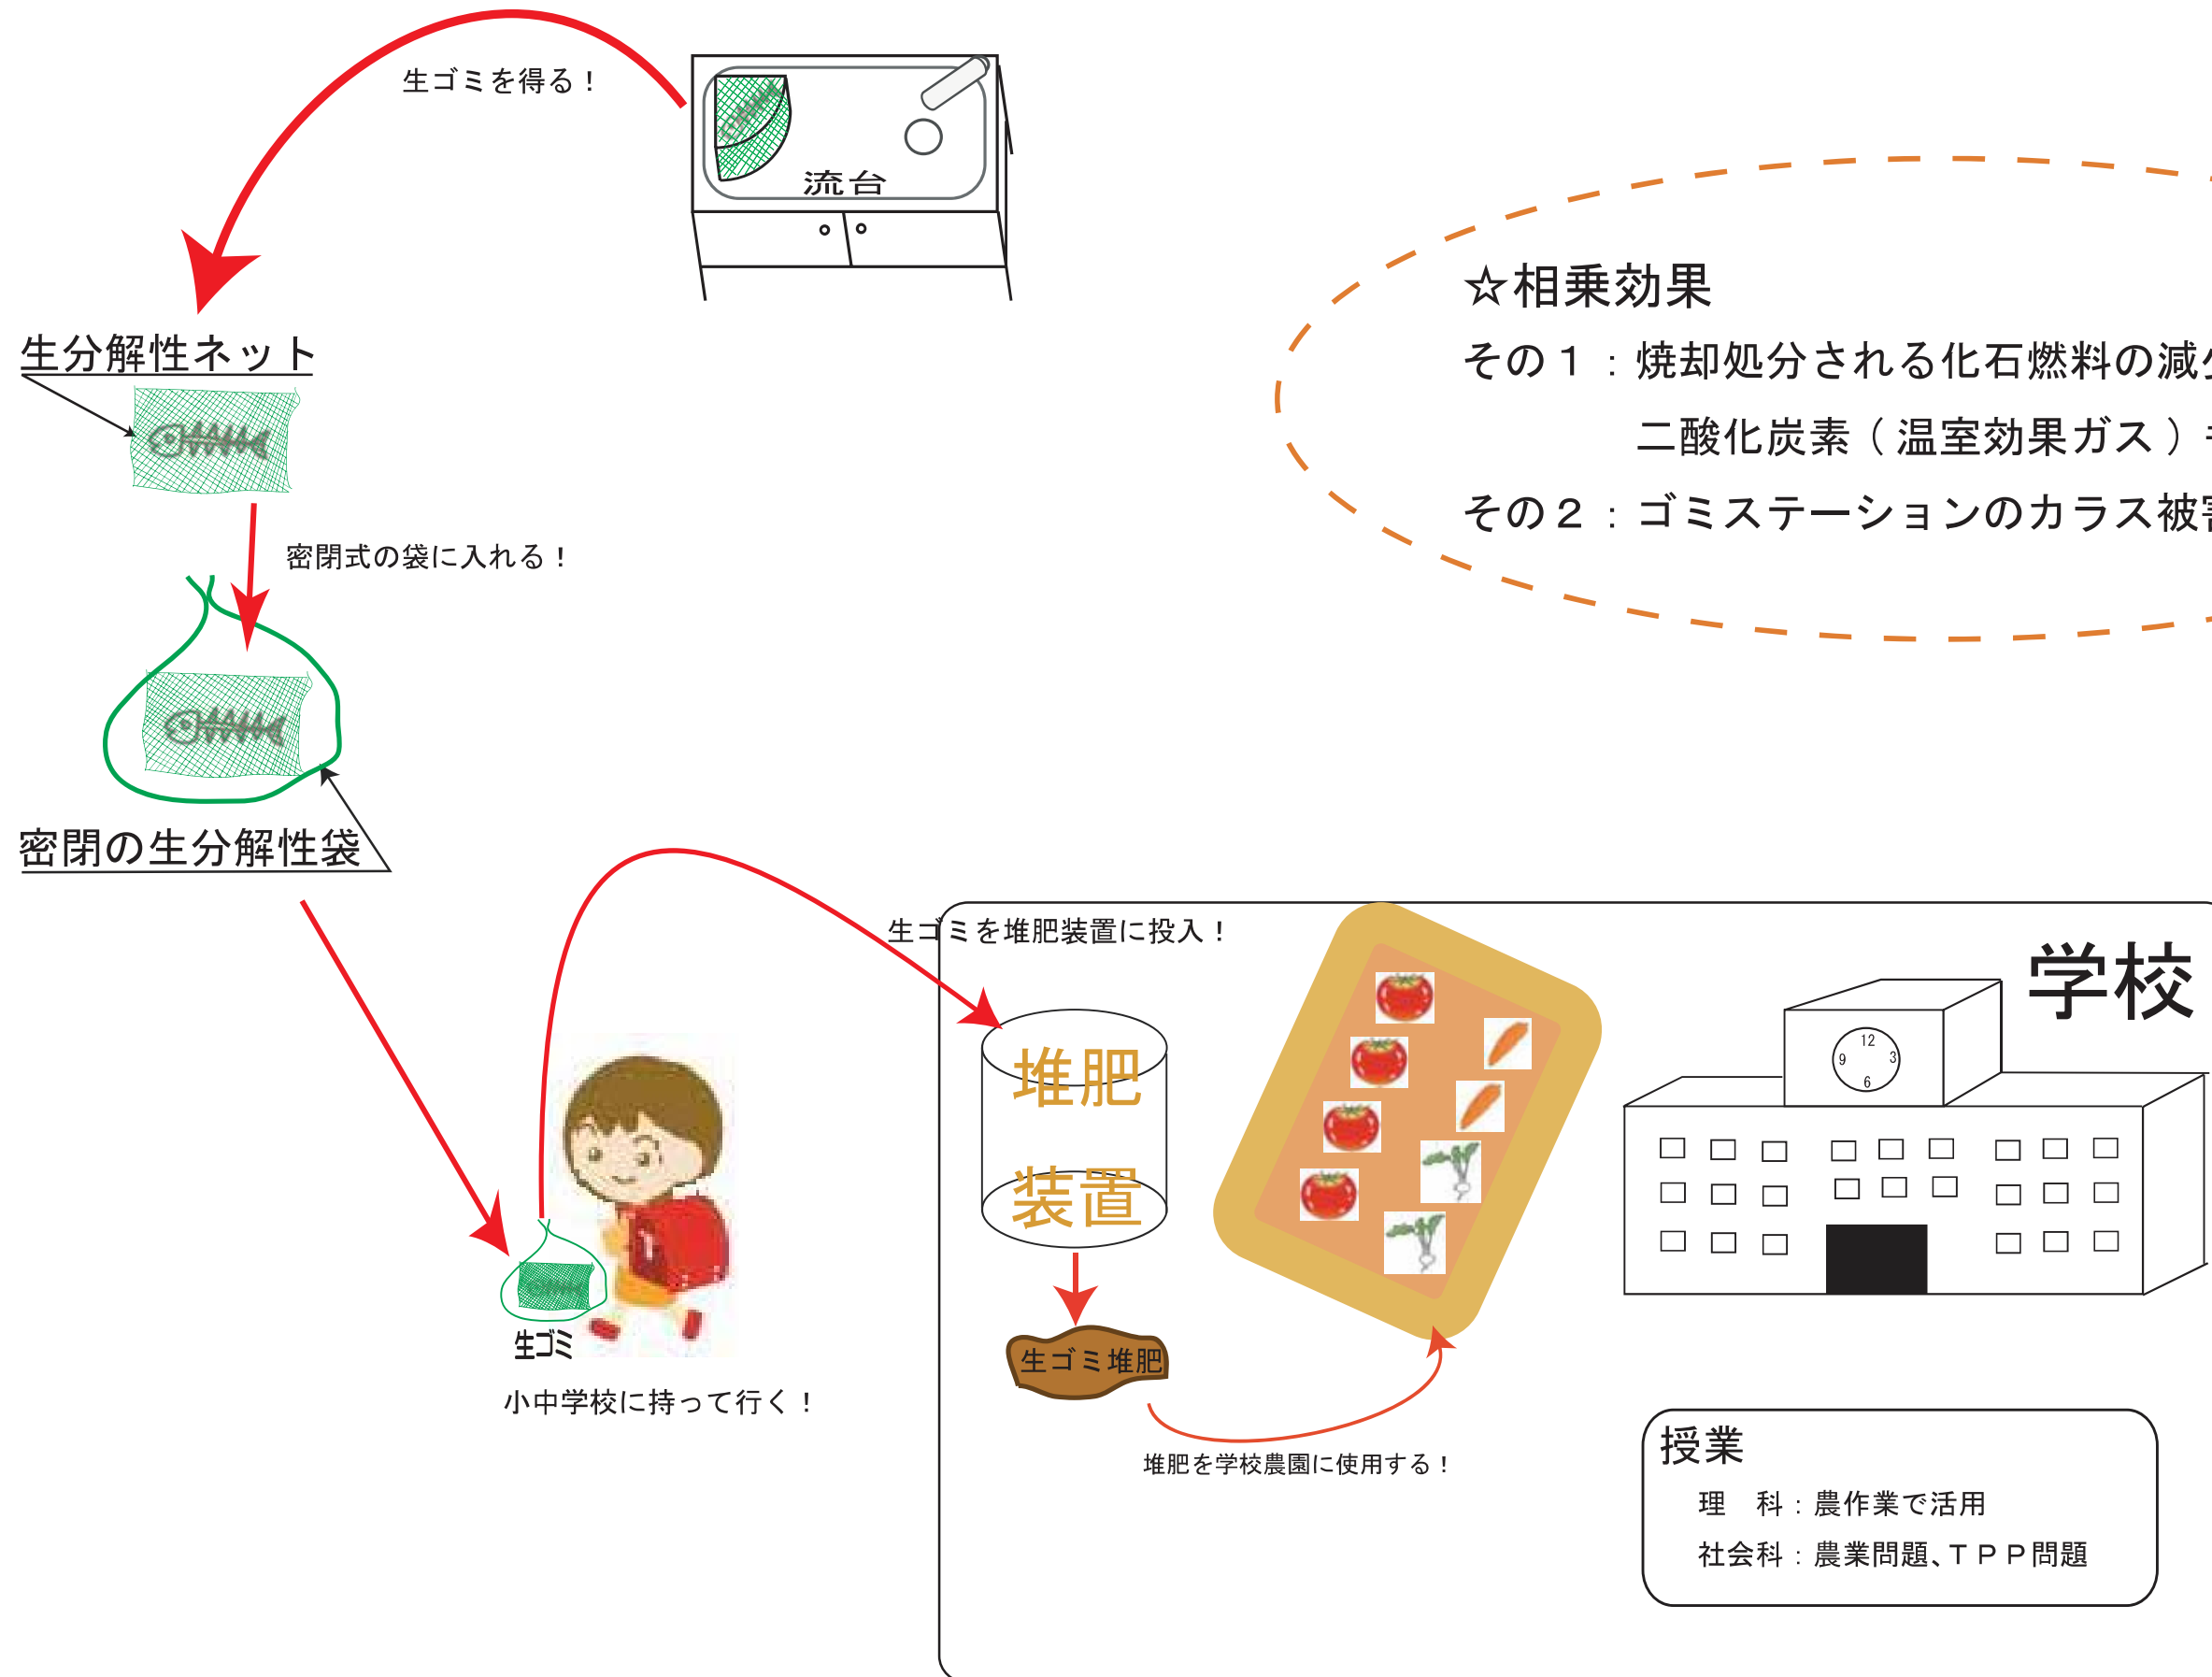 生ゴミを得る！
流台
☆相乗効果
その１：焼却処分される化石燃料の減
二酸化炭素（温室効果ガス）
その２：ゴミステーションのカラス被
生分解性ネット
密閉式の袋に入れる！
密閉の生分解性袋
生ゴミを堆肥装置に投入！
学校
12
9
3
6
堆肥
装置
生ゴミ
小中学校に持って行く！
生ゴミ堆肥
堆肥を学校農園に使用する！
授業
理　科：農作業で活用
社会科：農業問題、ＴＰＰ問題